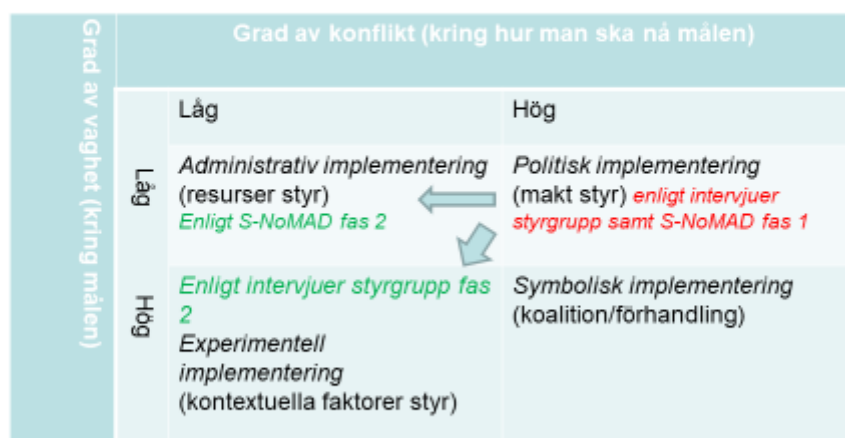 Grad av konflikt (kring hur man ska nå målen)
Grad av vaghet (kring målen)
Låg
Hög
Låg
Administrativ implementering
(resurser styr)
Enligt S-NoMAD fas 2
Politisk implementering
(makt styr) enligt intervjuer
styrgrupp samt S-NoMAD fas 1
Hög
Enligt intervjuer styrgrupp fas
2
Experimentell
implementering
(kontextuella faktorer styr)
Symbolisk implementering
(koalition/förhandling)